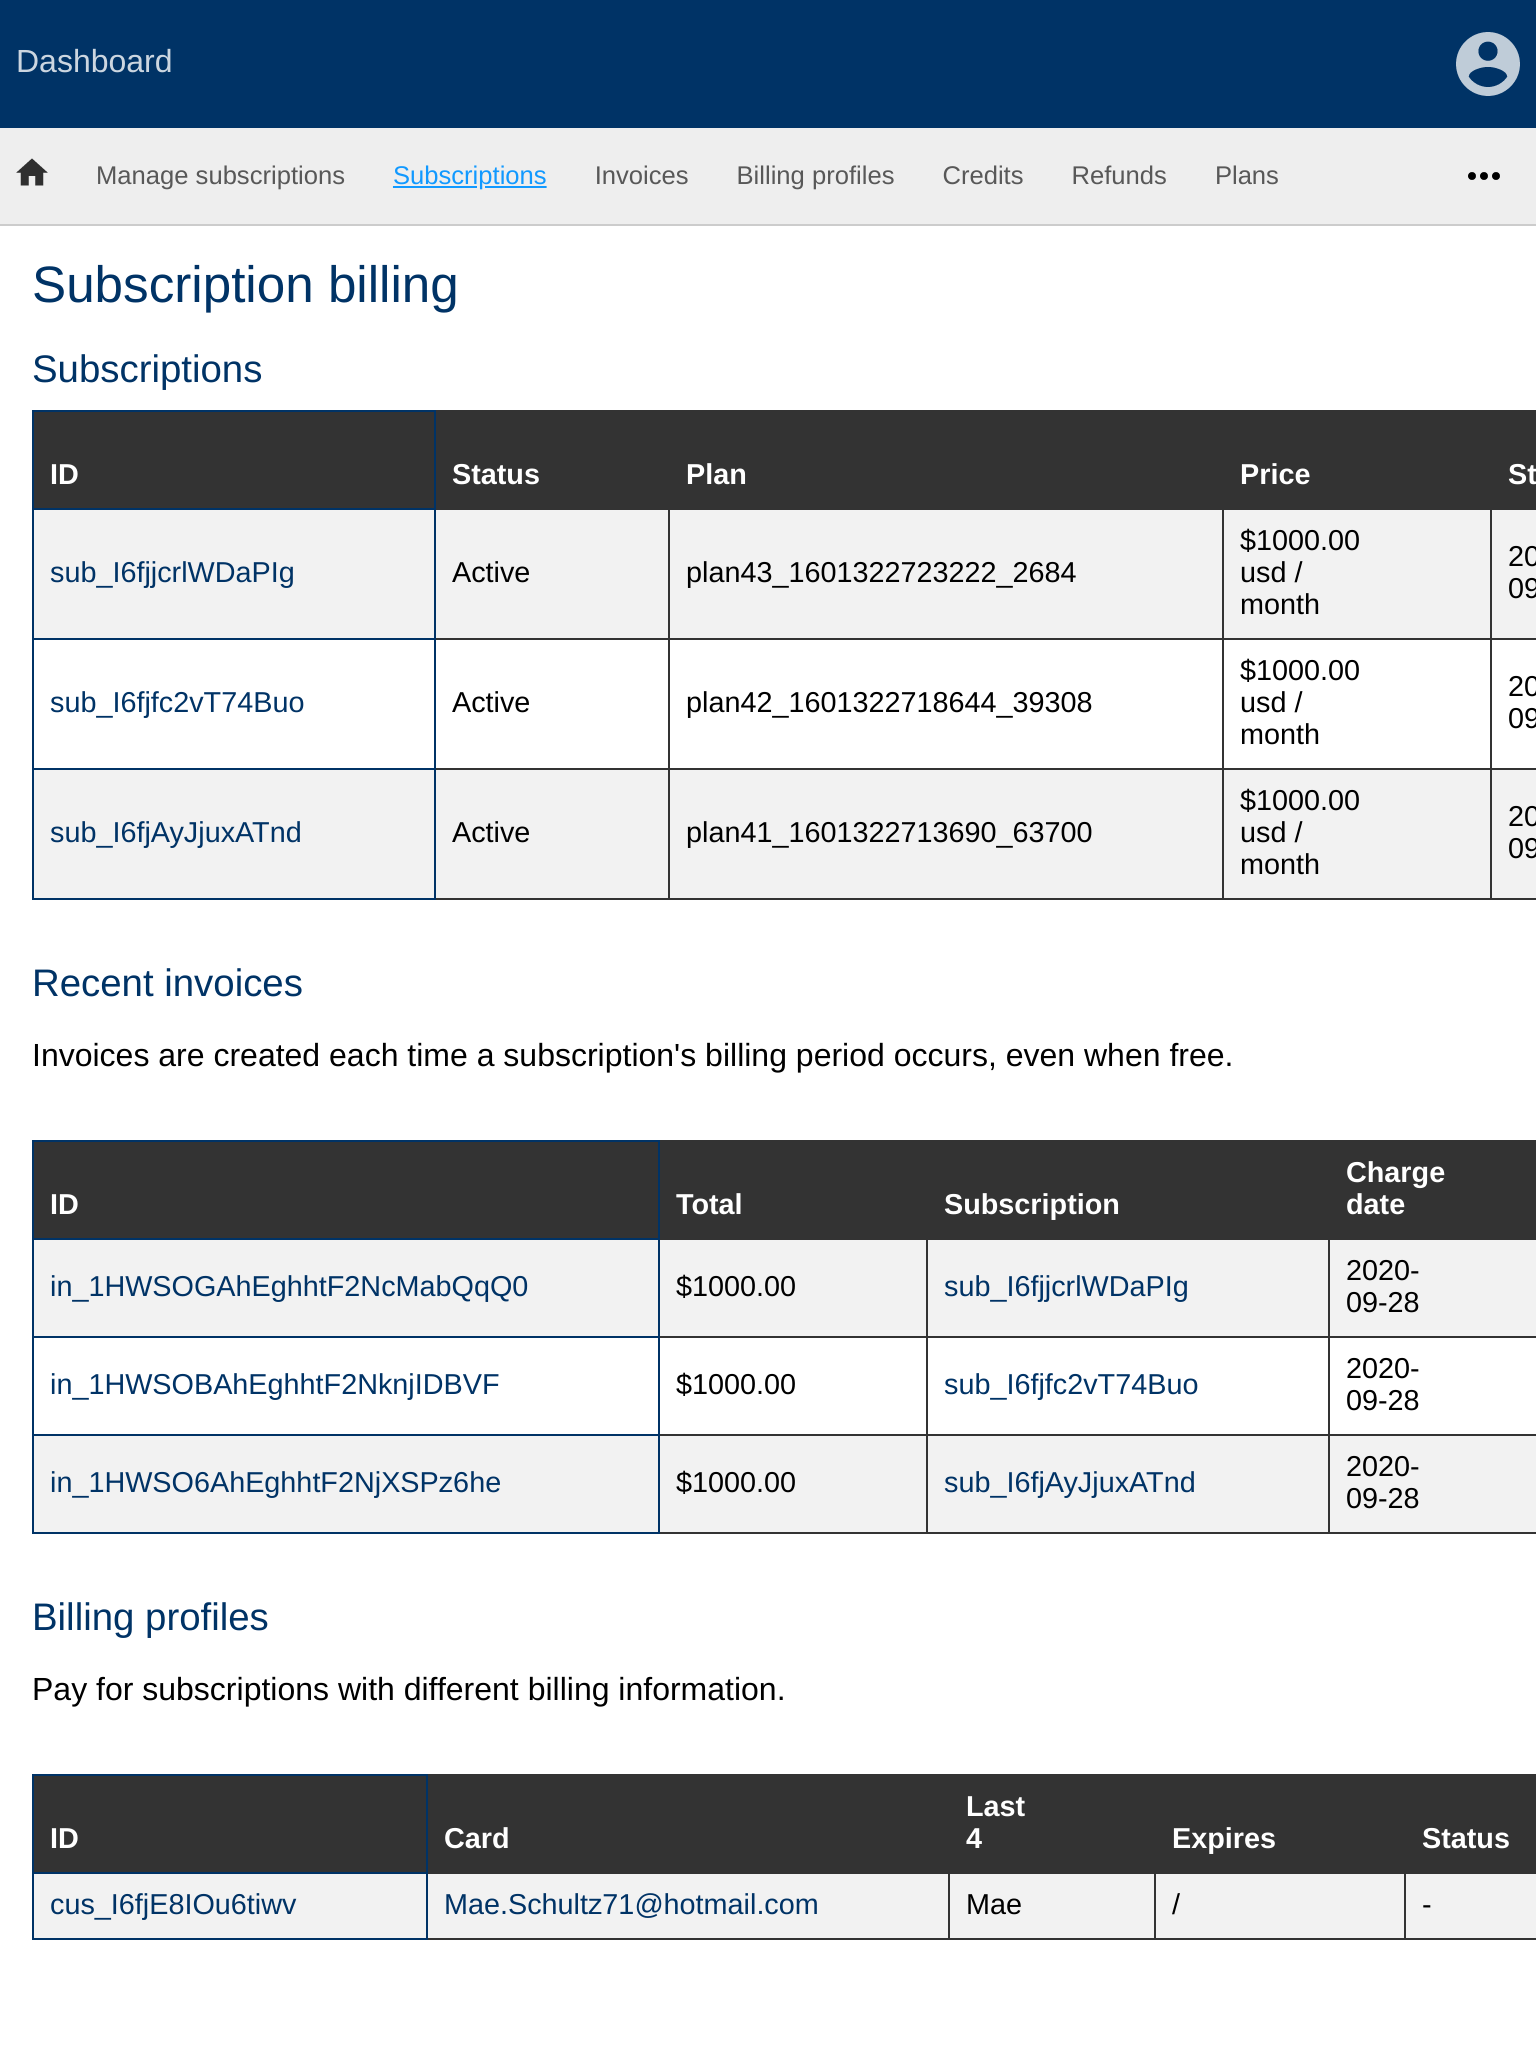 Dashboard
Manage subscriptions Subscriptions Invoices Billing profiles Credits Refunds Plans
Subscription billing
Subscriptions
ID Status Plan Price St
sub_I6fjjcrlWDaPIg Active plan43_1601322723222_2684 $1000.00 usd / month 20 09
sub_I6fjfc2vT74Buo Active plan42_1601322718644_39308 $1000.00 usd / month 20 09
sub_I6fjAyJjuxATnd Active plan41_1601322713690_63700 $1000.00 usd / month 20 09
Recent invoices
Invoices are created each time a subscription's billing period occurs, even when free.
ID Total Subscription Charge date
in_1HWSOGAhEghhtF2NcMabQqQ0 $1000.00 sub_I6fjjcrlWDaPIg 2020-09-28
in_1HWSOBAhEghhtF2NknjIDBVF $1000.00 sub_I6fjfc2vT74Buo 2020-09-28
in_1HWSO6AhEghhtF2NjXSPz6he $1000.00 sub_I6fjAyJjuxATnd 2020-09-28
Billing profiles
Pay for subscriptions with different billing information.
ID Card Last 4 Expires Status
cus_I6fjE8IOu6tiwv Mae.Schultz71@hotmail.com Mae / -